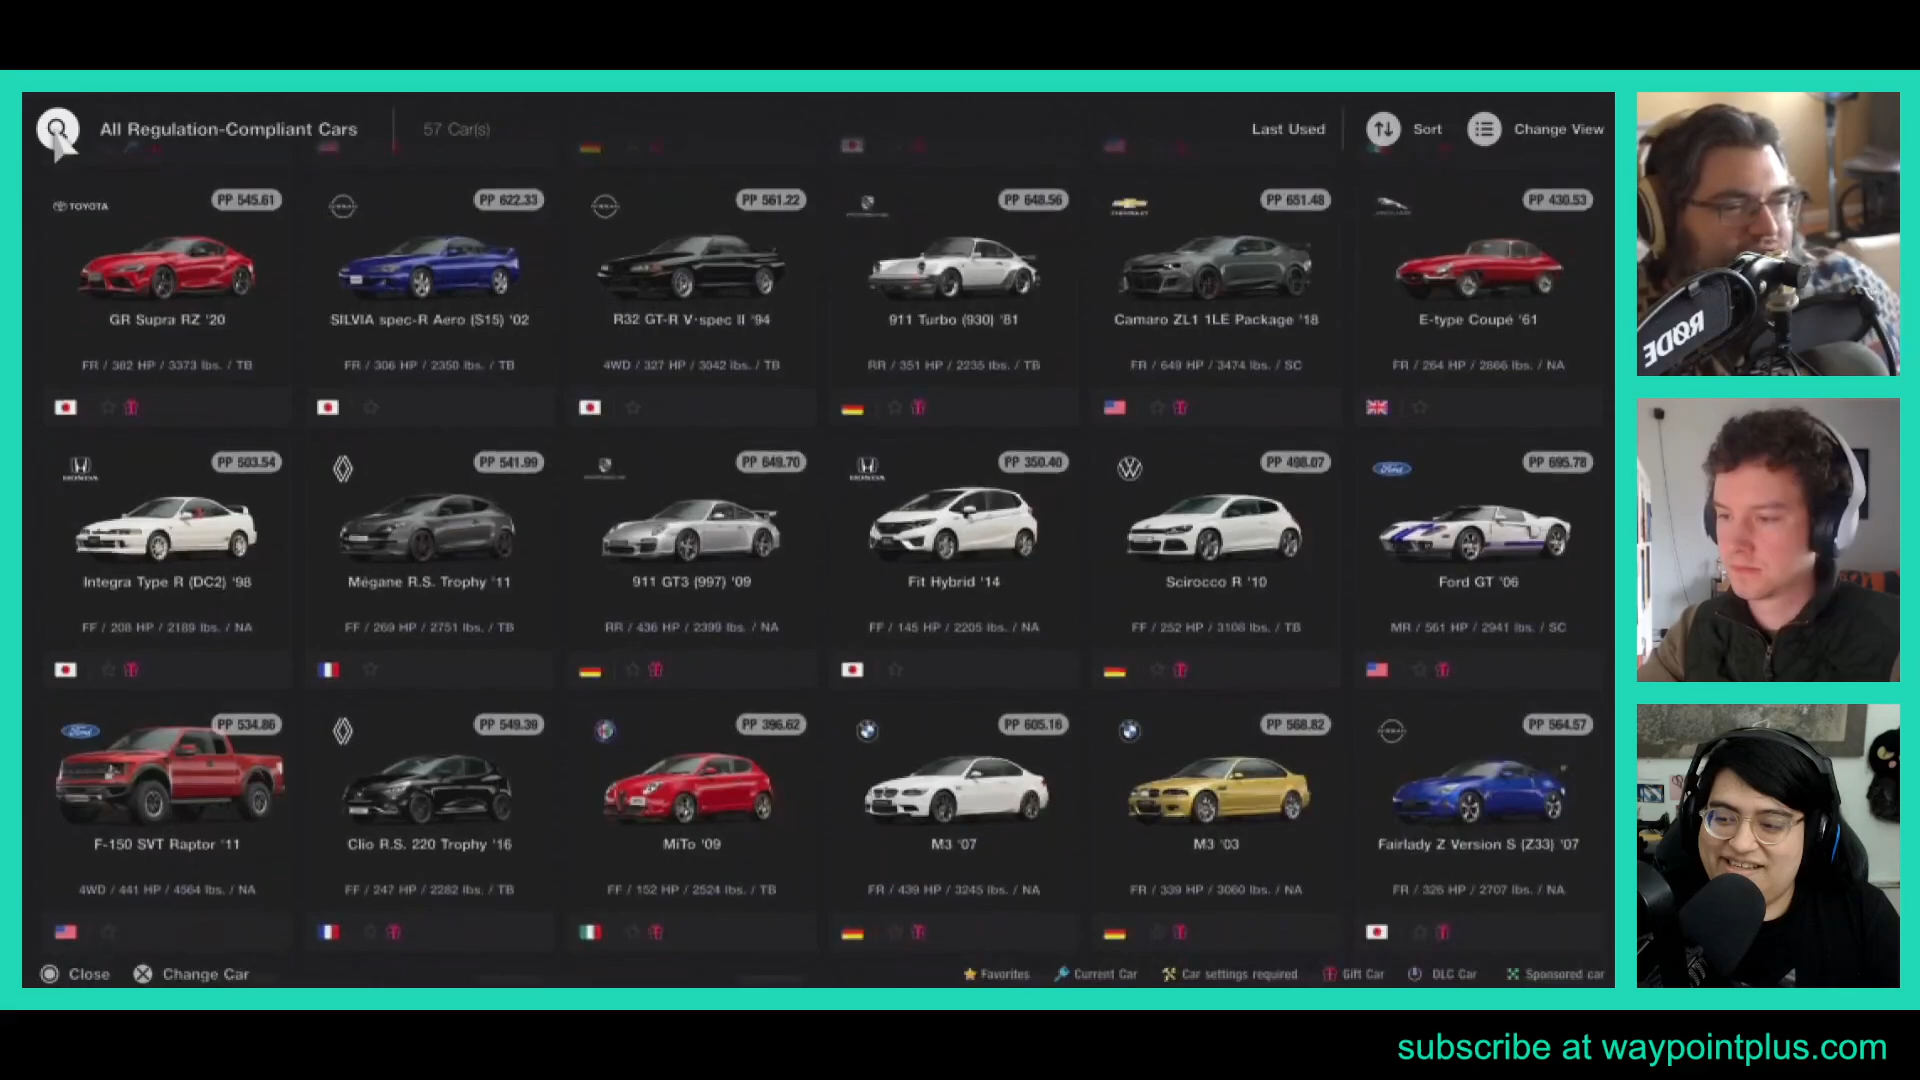 All Regulation-Compliant Cars
57 Car(s)
Last Used
Sort
Change View
TOYOTA
PP 545.61
PP 622.33
PP 561.22
PP 648.56
CHEVROLET
PP 651.48
PP 430.53
GR Supra RZ '20
SILVIA spec-R Aero (S15) '02
R32 GT-R V·spec II '94
911 Turbo (930) '81
Camaro ZL1 1LE Package '18
E-type Coupé '61
FR / 382 HP / 3373 lbs. / TB
FR / 306 HP / 2350 lbs. / TB
4WD / 327 HP / 3042 lbs. / TB
RR / 351 HP / 2235 lbs. / TB
FR / 649 HP / 3474 lbs. / SC
FR / 264 HP / 2866 lbs. / NA
HONDA
PP 503.54
PP 541.99
PP 649.70
HONDA
PP 350.40
PP 498.07
Ford
PP 695.78
Integra Type R (DC2) '98
Mégane R.S. Trophy '11
911 GT3 (997) '09
Fit Hybrid '14
Scirocco R '10
Ford GT '06
FF / 208 HP / 2189 lbs. / NA
FF / 269 HP / 2751 lbs. / TB
RR / 436 HP / 2399 lbs. / NA
FF / 145 HP / 2205 lbs. / NA
FF / 252 HP / 3108 lbs. / TB
MR / 561 HP / 2941 lbs. / SC
Ford
PP 534.86
PP 549.39
PP 396.62
PP 605.16
PP 568.82
PP 564.57
F-150 SVT Raptor '11
Clio R.S. 220 Trophy '16
MiTo '09
M3 '07
M3 '03
Fairlady Z Version S (Z33) '07
4WD / 441 HP / 4564 lbs. / NA
FF / 247 HP / 2282 lbs. / TB
FF / 152 HP / 2524 lbs. / TB
FR / 439 HP / 3245 lbs. / NA
FR / 339 HP / 3060 lbs. / NA
FR / 326 HP / 2707 lbs. / NA
Close
Change Car
Favorites
Current Car
Car settings required
Gift Car
DLC Car
Sponsored car
RØDE
subscribe at waypointplus.com